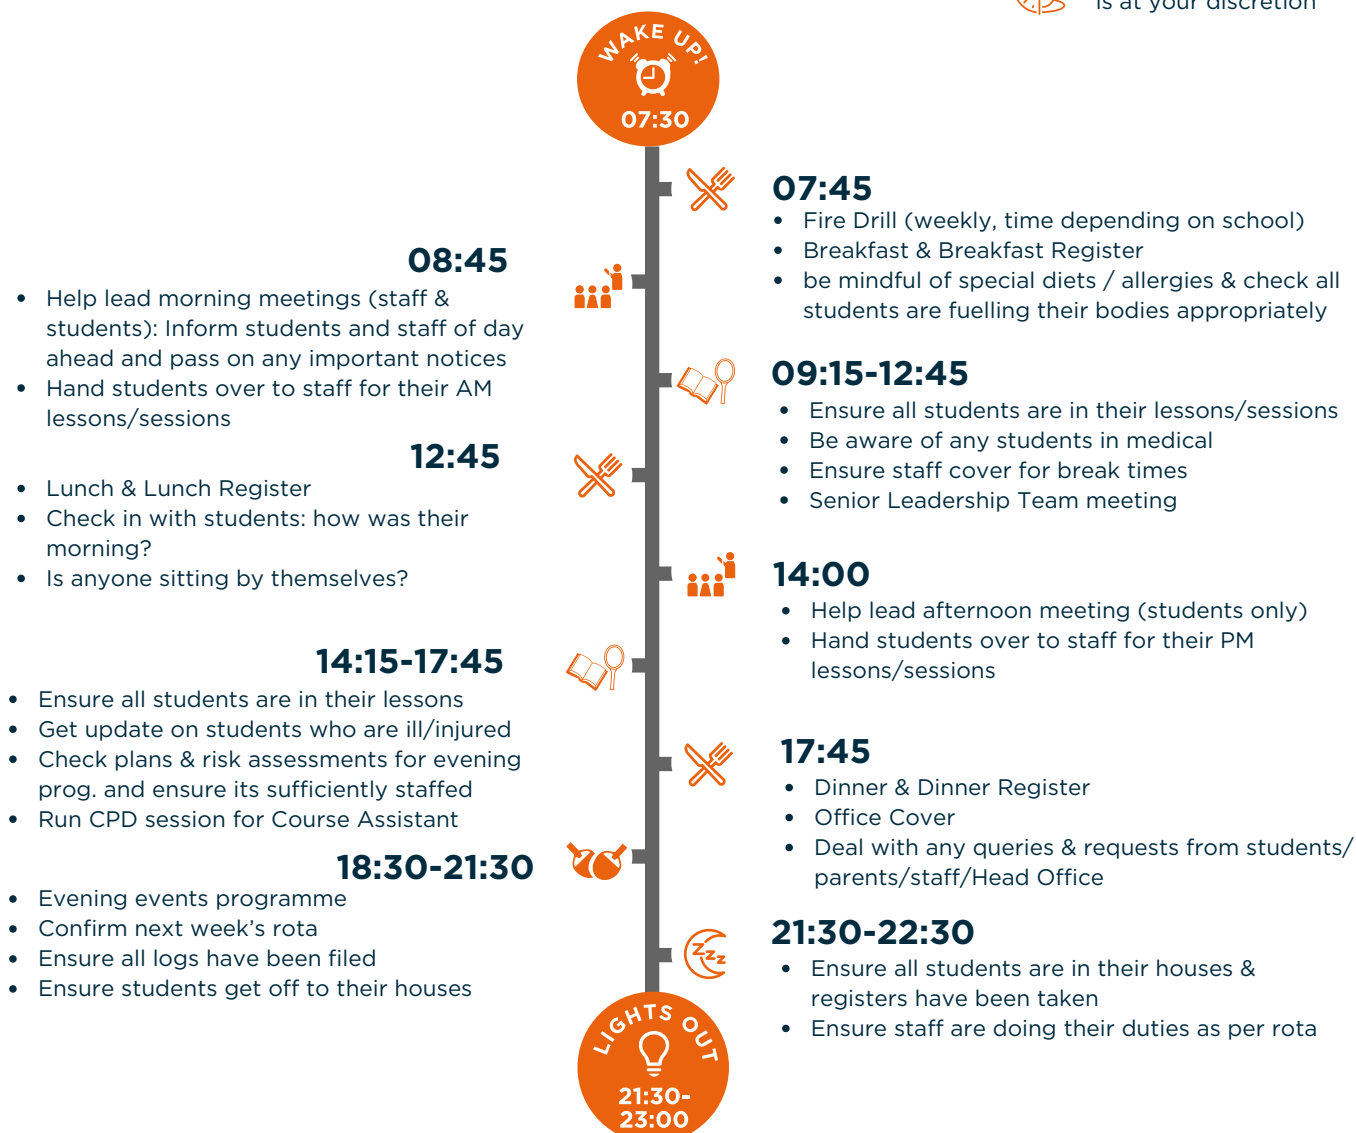 is at your discretion
WAKE UP!
07:30
07:45
• Fire Drill (weekly, time depending on school)
• Breakfast & Breakfast Register
• be mindful of special diets / allergies & check all
students are fuelling their bodies appropriately
08:45
• Help lead morning meetings (staff &
students): Inform students and staff of day
ahead and pass on any important notices
• Hand students over to staff for their AM
lessons/sessions
09:15-12:45
• Ensure all students are in their lessons/sessions
• Be aware of any students in medical
• Ensure staff cover for break times
• Senior Leadership Team meeting
12:45
• Lunch & Lunch Register
• Check in with students: how was their
morning?
• Is anyone sitting by themselves?
14:00
• Help lead afternoon meeting (students only)
• Hand students over to staff for their PM
lessons/sessions
14:15-17:45
• Ensure all students are in their lessons
• Get update on students who are ill/injured
• Check plans & risk assessments for evening
prog. and ensure its sufficiently staffed
• Run CPD session for Course Assistant
17:45
• Dinner & Dinner Register
• Office Cover
• Deal with any queries & requests from students/
parents/staff/Head Office
18:30-21:30
• Evening events programme
• Confirm next week's rota
• Ensure all logs have been filed
• Ensure students get off to their houses
21:30-22:30
• Ensure all students are in their houses &
registers have been taken
• Ensure staff are doing their duties as per rota
Zzz
LIGHTS OUT
21:30-
23:00